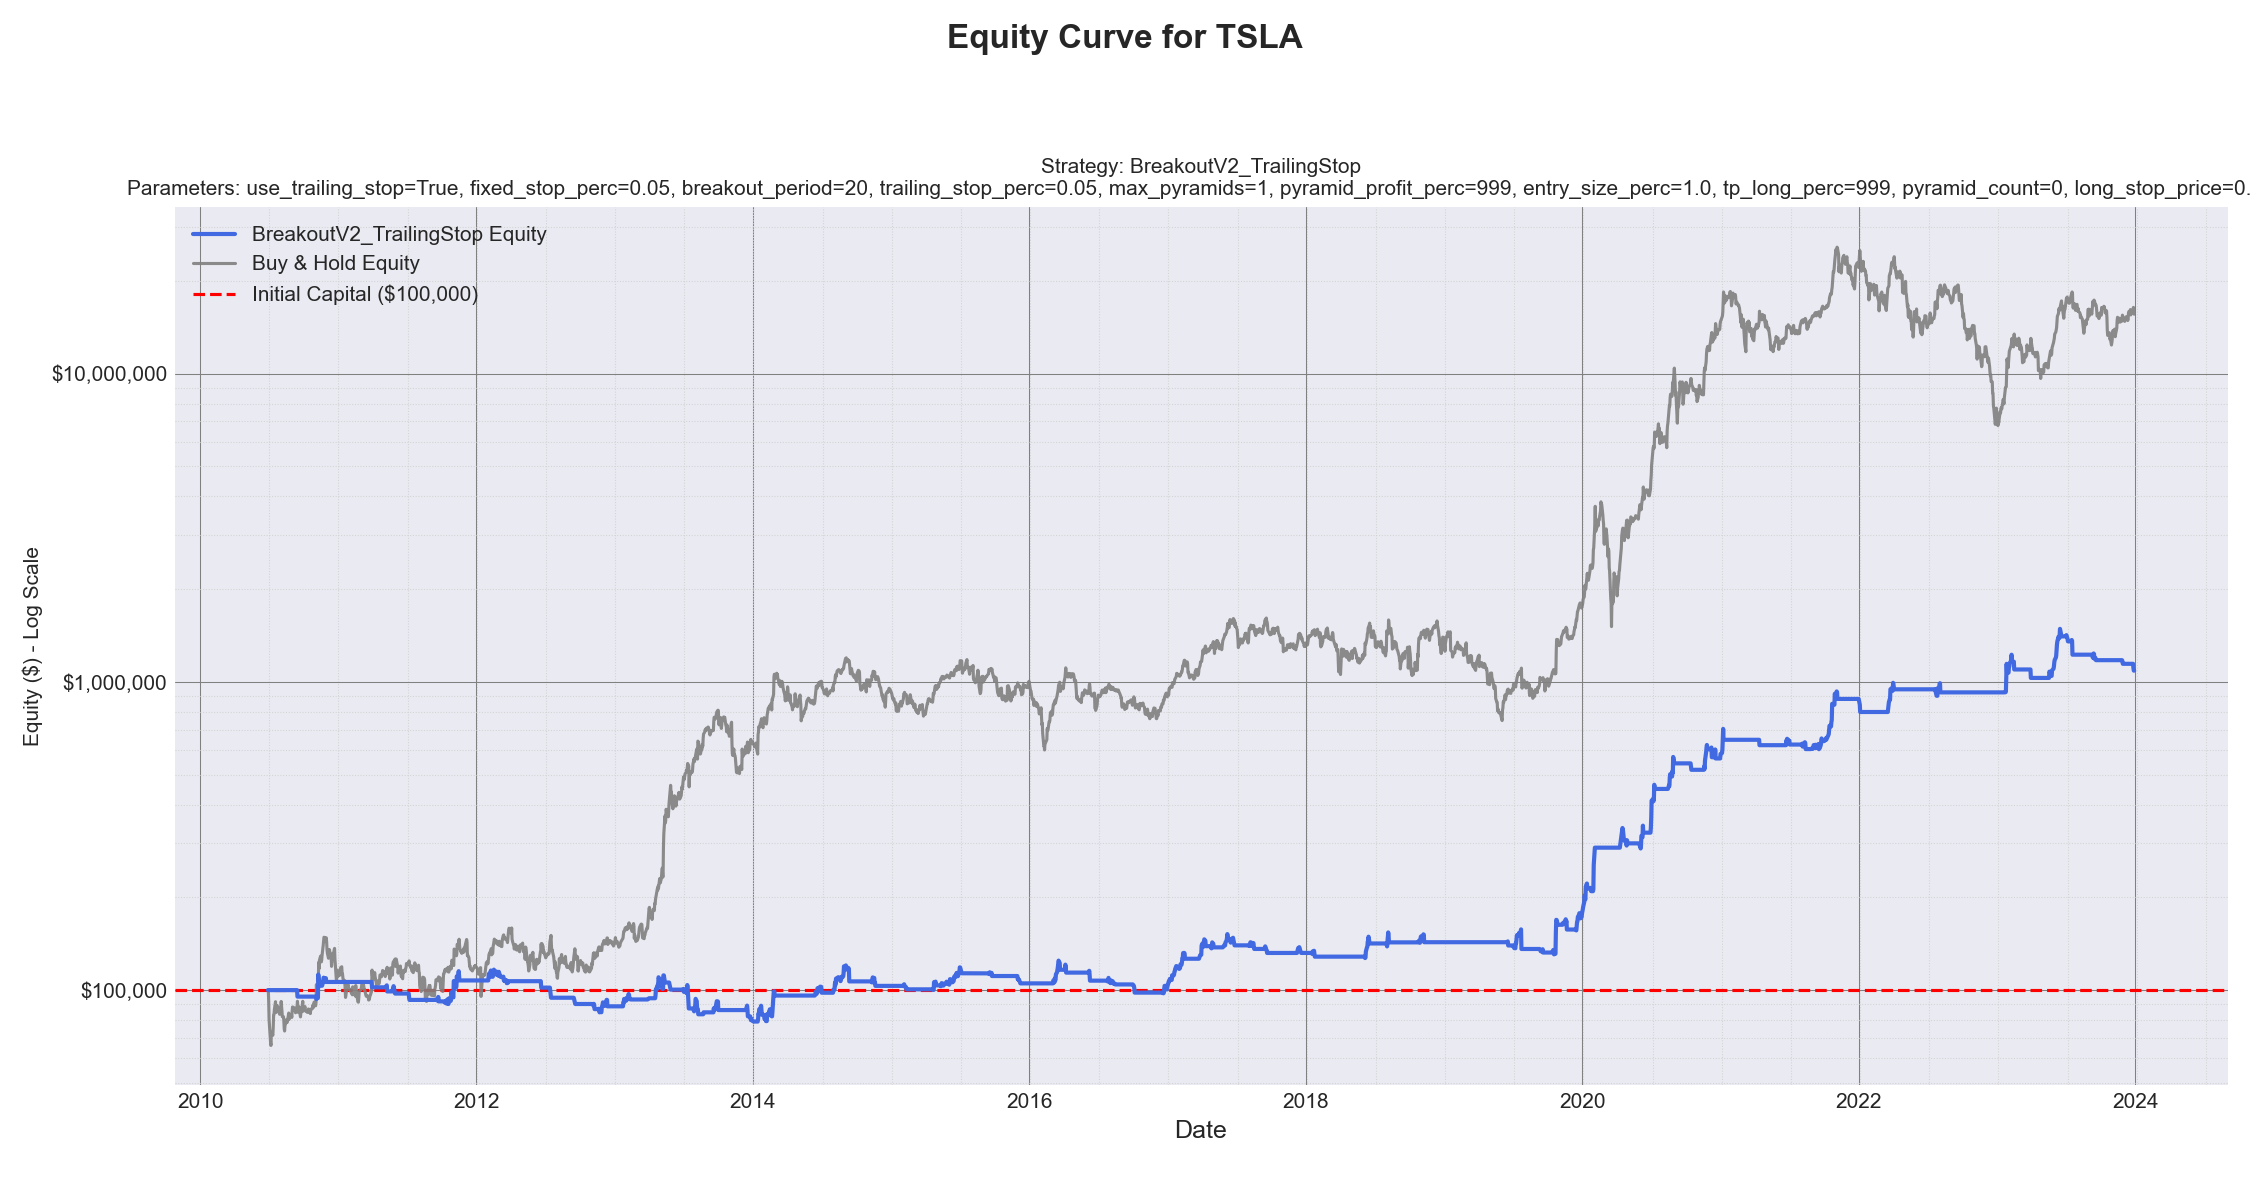 Equity Curve for TSLA
Strategy: BreakoutV2_TrailingStop
Parameters: use_trailing_stop=True, fixed_stop_perc=0.05, breakout_period=20, trailing_stop_perc=0.05, max_pyramids=1, pyramid_profit_perc=999, entry_size_perc=1.0, tp_long_perc=999, pyramid_count=0, long_stop_price=0.
BreakoutV2_TrailingStop Equity
Buy & Hold Equity
Initial Capital ($100,000)
$10,000,000
$1,000,000
$100,000
Equity ($) - Log Scale
2010 2012 2014 2016 2018 2020 2022 2024
Date